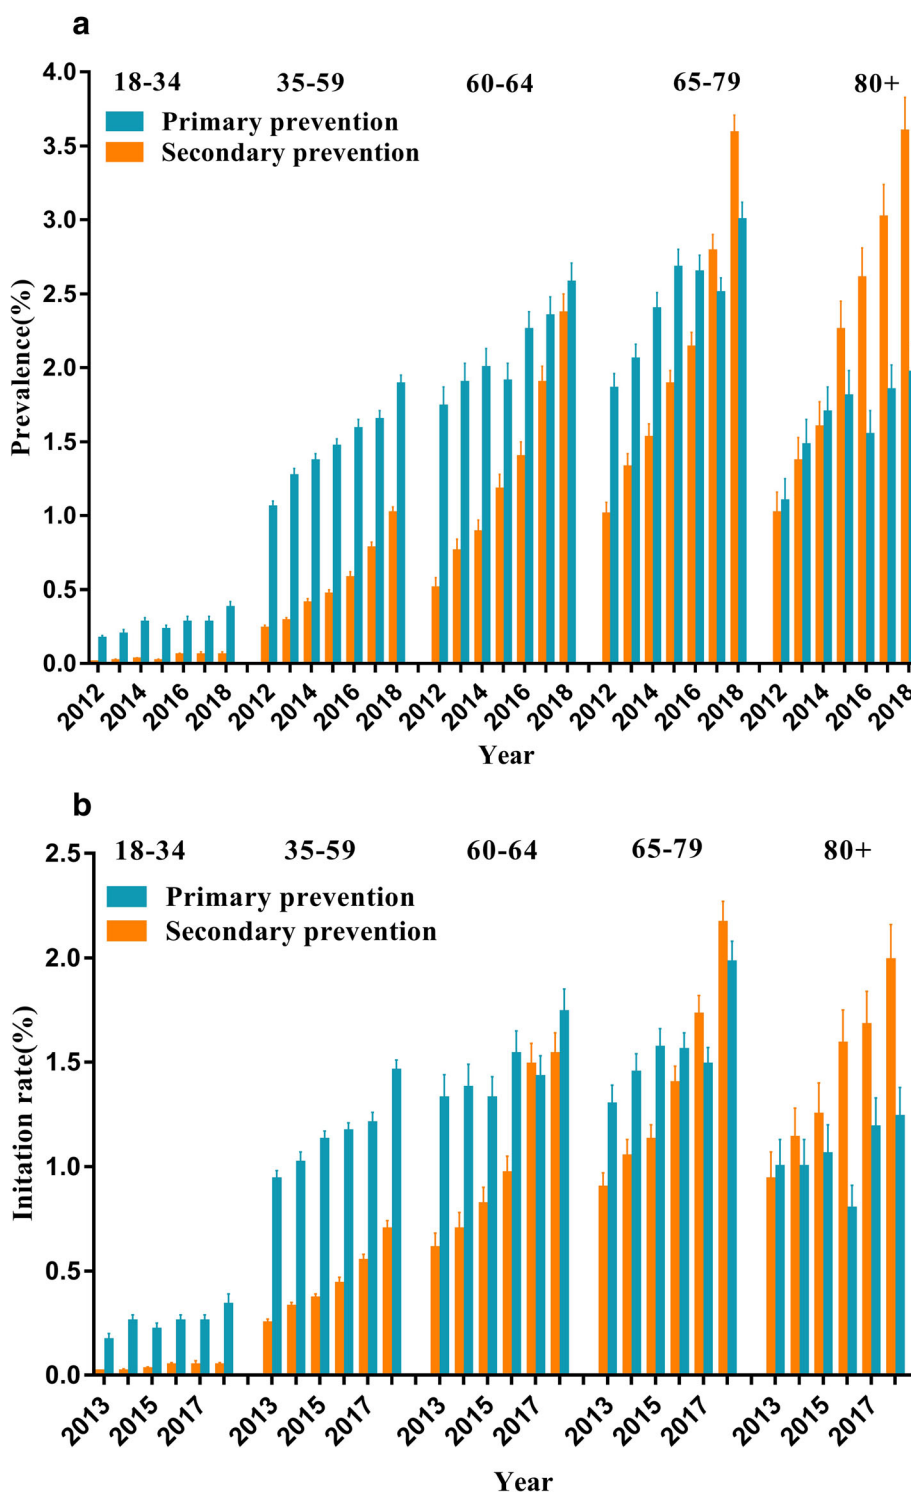 a
18-34 35-59 60-64 65-79 80+
Primary prevention
Secondary prevention
4.0
3.5
3.0
2.5
2.0
1.5
1.0
0.5
0.0
Prevalence(%)
2012 2014 2016 2018 2012 2014 2016 2018 2012 2014 2016 2018 2012 2014 2016 2018 2012 2014 2016 2018
Year
b
18-34 35-59 60-64 65-79 80+
Primary prevention
Secondary prevention
2.5
2.0
1.5
1.0
0.5
0.0
Initation rate(%)
2013 2015 2017 2013 2015 2017 2013 2015 2017 2013 2015 2017 2013 2015 2017
Year